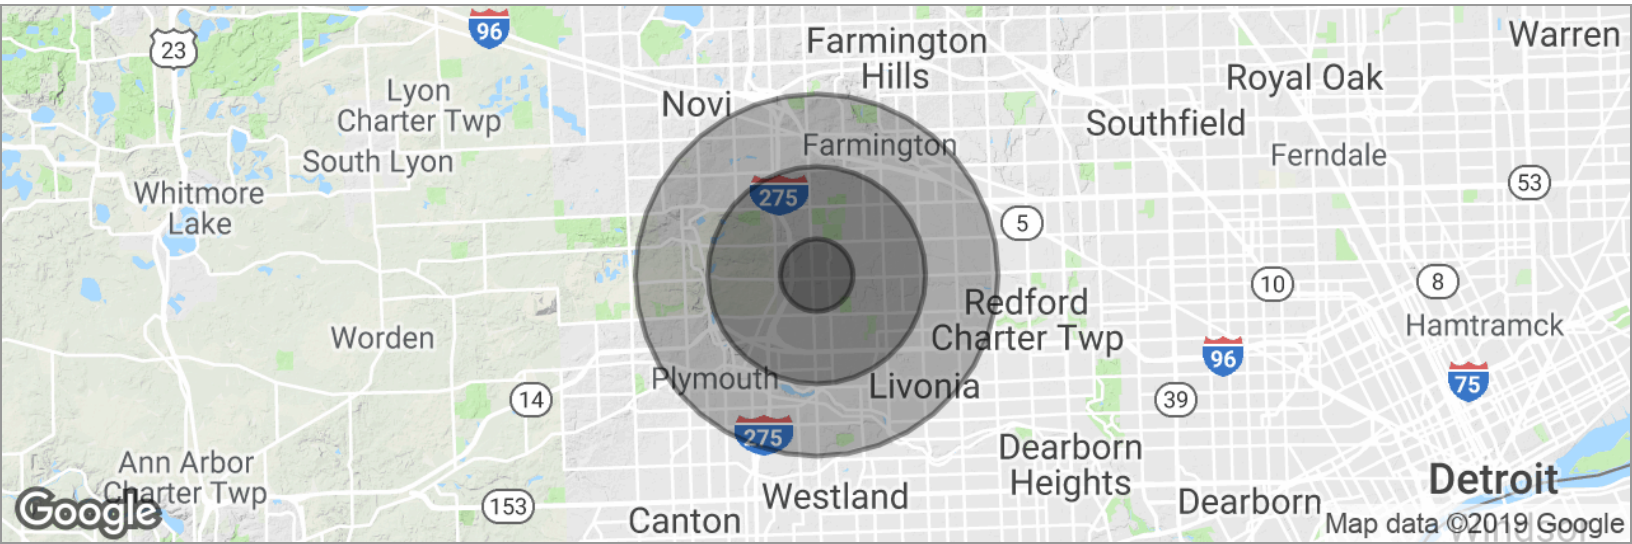 96
Farmington
Hills
Warren
23
Royal Oak
Lyon
Charter Twp
Novi
Southfield
Farmington
Ferndale
South Lyon
53
Whitmore
Lake
275
5
10
8
Redford
Charter Twp
Hamtramck
Worden
96
75
Plymouth
Livonia
14
39
275
Dearborn
Heights
Ann Arbor
Charter Twp
Detroit
Westland
Dearborn
153
Canton
Google
Map data ©2019 Google
Windsor